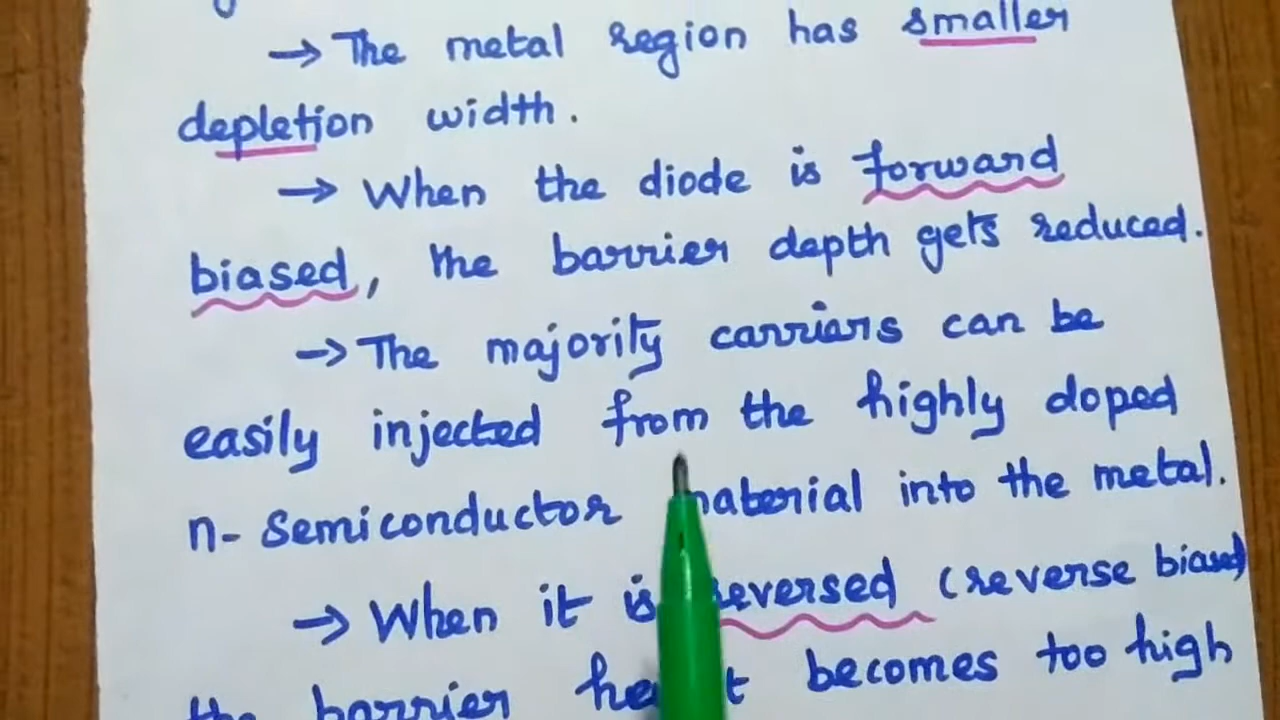 → The metal region has smaller
depletion width.
→ When the diode is forward
biased, the barrier depth gets reduced.
→ The majority carriers can be
easily injected from the highly doped
n- semiconductor material into the metal.
→ When it is reversed (reverse biased)
the barrier becomes too high